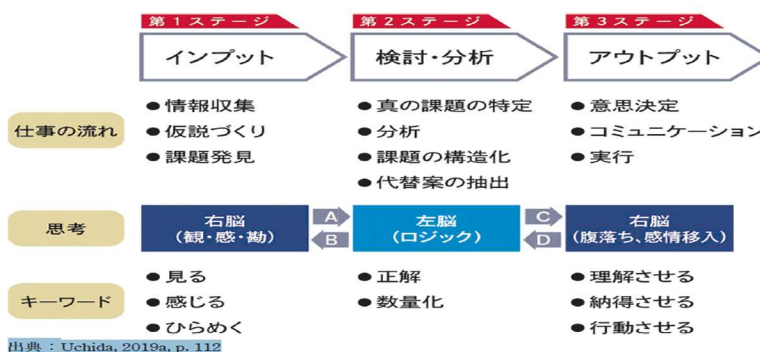 第1ステージ 第2ステージ 第3ステージ
インプット 検討・分析 アウトプット
仕事の流れ
●情報収集
●仮説づくり
●課題発見
●真の課題の特定
●分析
●課題の構造化
●代替案の抽出
●意思決定
●コミュニケーション
●実行
思考
右脳
(観・感・勘)
A
B
左脳
(ロジック)
C
D
右脳
(腹落ち、感情移入)
キーワード
●見る
●感じる
●ひらめく
●正解
●数量化
●理解させる
●納得させる
●行動させる
出典：Uchida, 2019a, p. 112